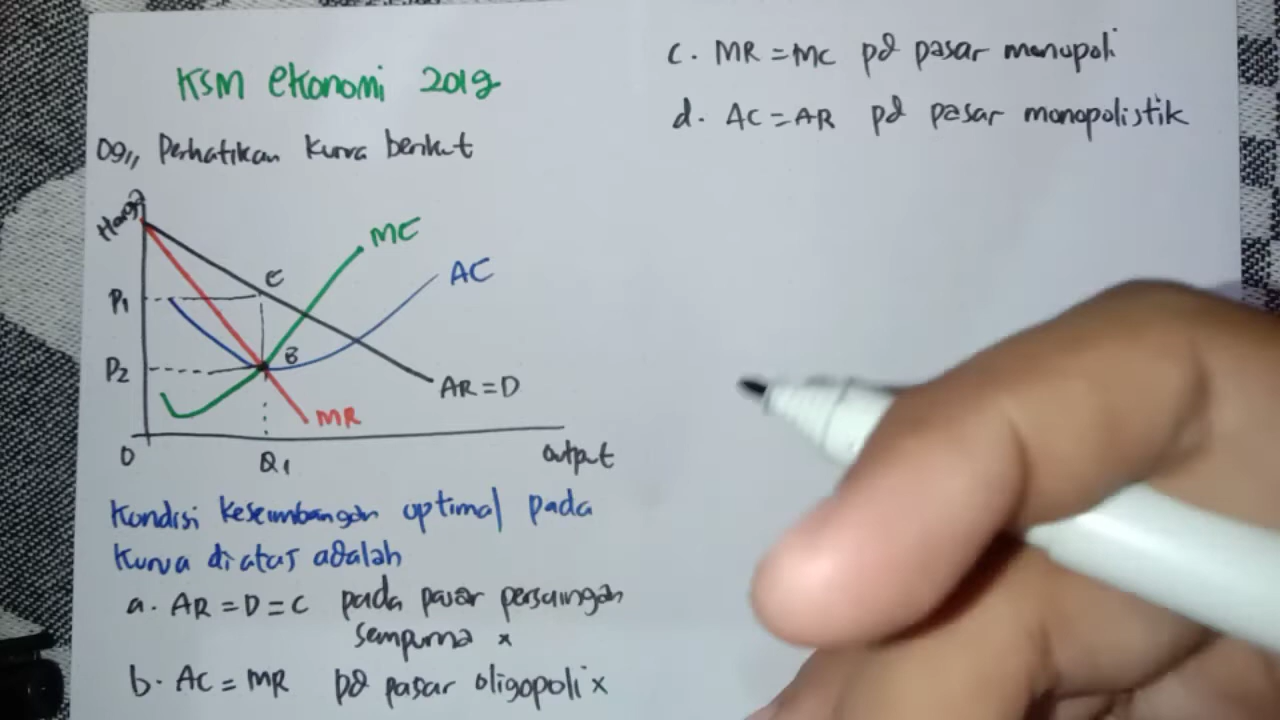 KSM ekonomi 2019
09,, Perhatikan Kurva berikut
Harga
MC
AC
C
P1
B
P2
AR = D
MR
0
Q1
output
Kondisi keseimbangan optimal pada
Kurva diatas adalah
a. AR = D = C pada pasar persaingan
sempurna x
b. AC = MR pd pasar oligopoli x
c. MR = MC pd pasar monopoli
d. AC = AR pd pasar monopolistik